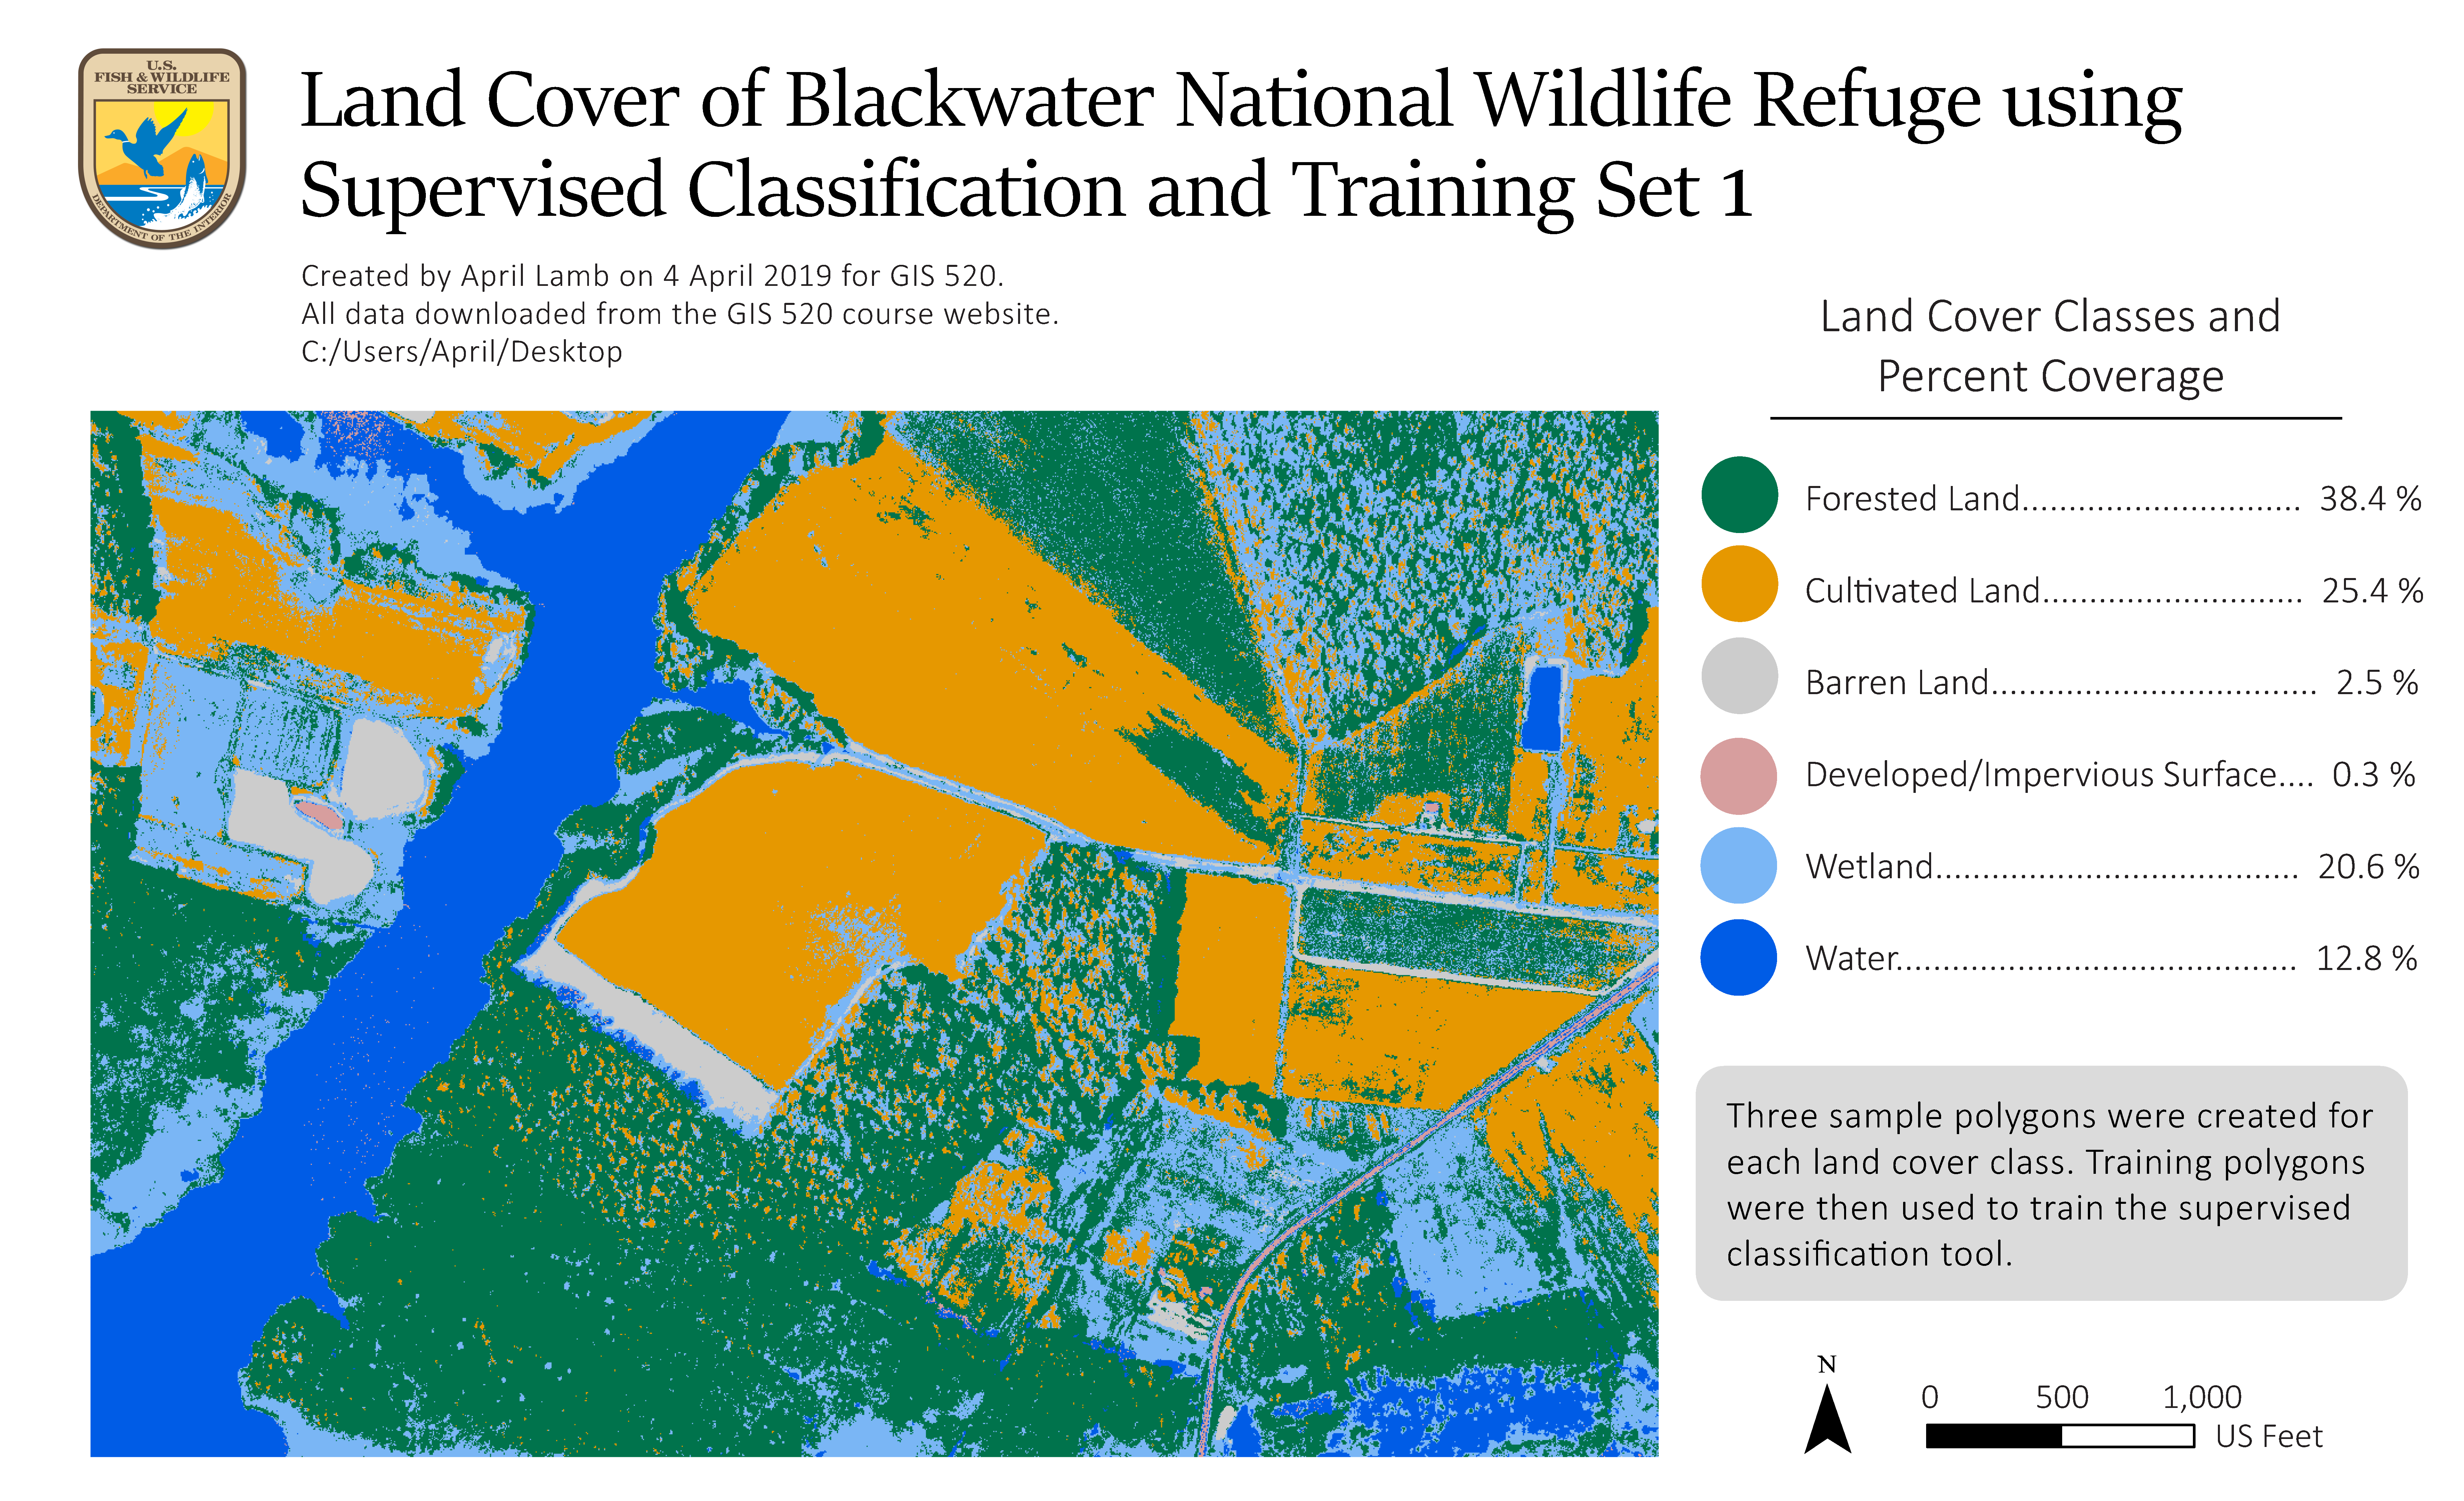 U.S.
FISH & WILDLIFE
SERVICE
DEPARTMENT OF THE INTERIOR
Land Cover of Blackwater National Wildlife Refuge using
Supervised Classification and Training Set 1
Created by April Lamb on 4 April 2019 for GIS 520.
All data downloaded from the GIS 520 course website.
C:/Users/April/Desktop
Land Cover Classes and
Percent Coverage
Forested Land.............................. 38.4 %
Cultivated Land............................ 25.4 %
Barren Land................................... 2.5 %
Developed/Impervious Surface.... 0.3 %
Wetland....................................... 20.6 %
Water........................................... 12.8 %
Three sample polygons were created for
each land cover class. Training polygons
were then used to train the supervised
classification tool.
N
0 500 1,000
US Feet